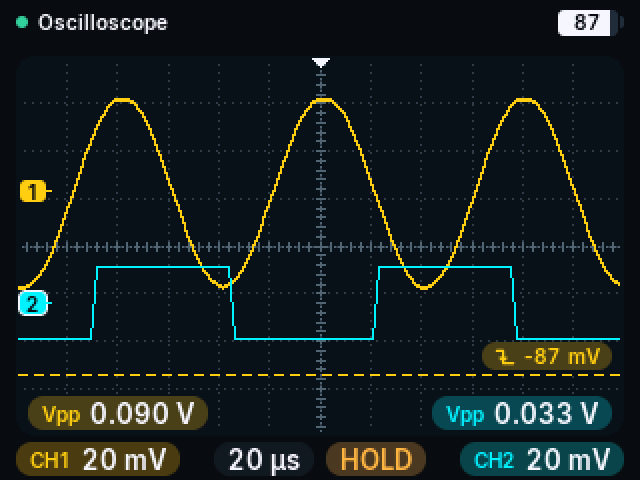 Oscilloscope
87
1
2
-87 mV
Vpp 0.090 V
Vpp 0.033 V
CH1 20 mV
20 µs
HOLD
CH2 20 mV